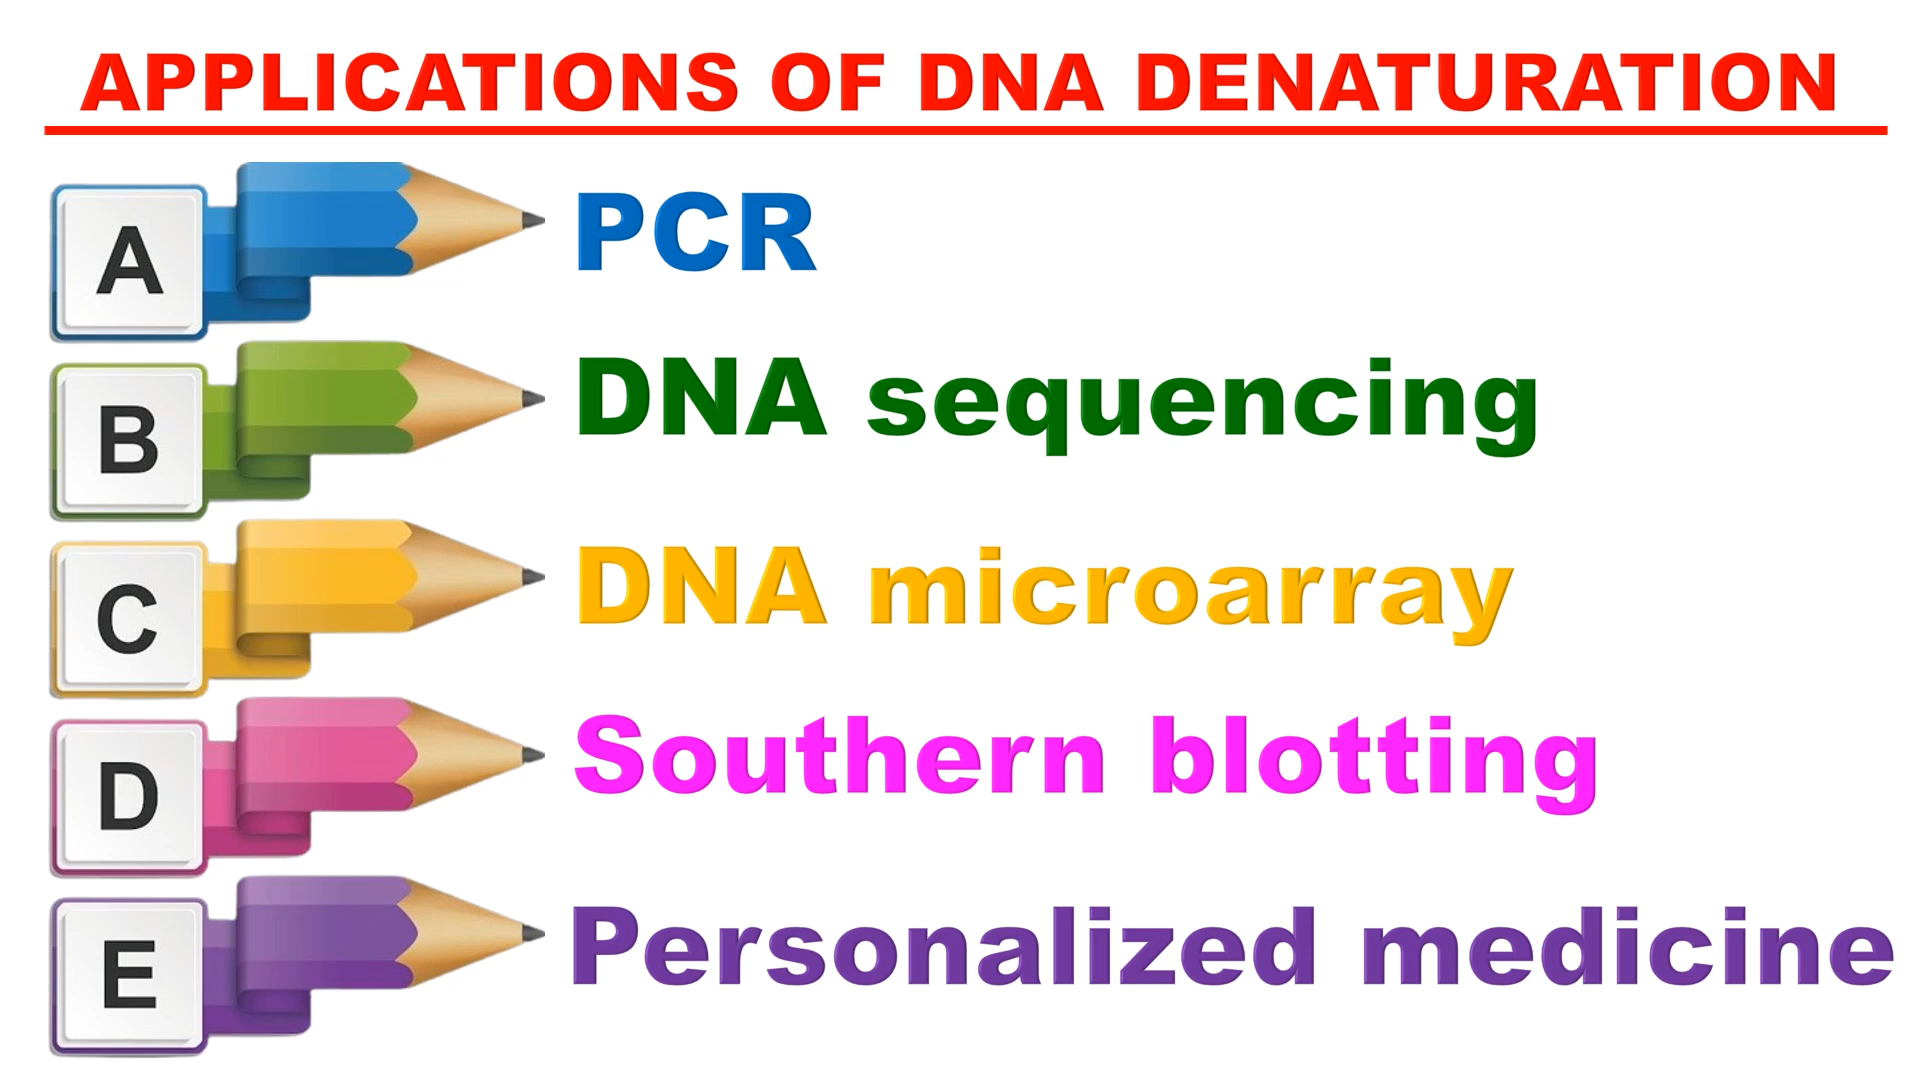 APPLICATIONS OF DNA DENATURATION
A PCR
B DNA sequencing
C DNA microarray
D Southern blotting
E Personalized medicine